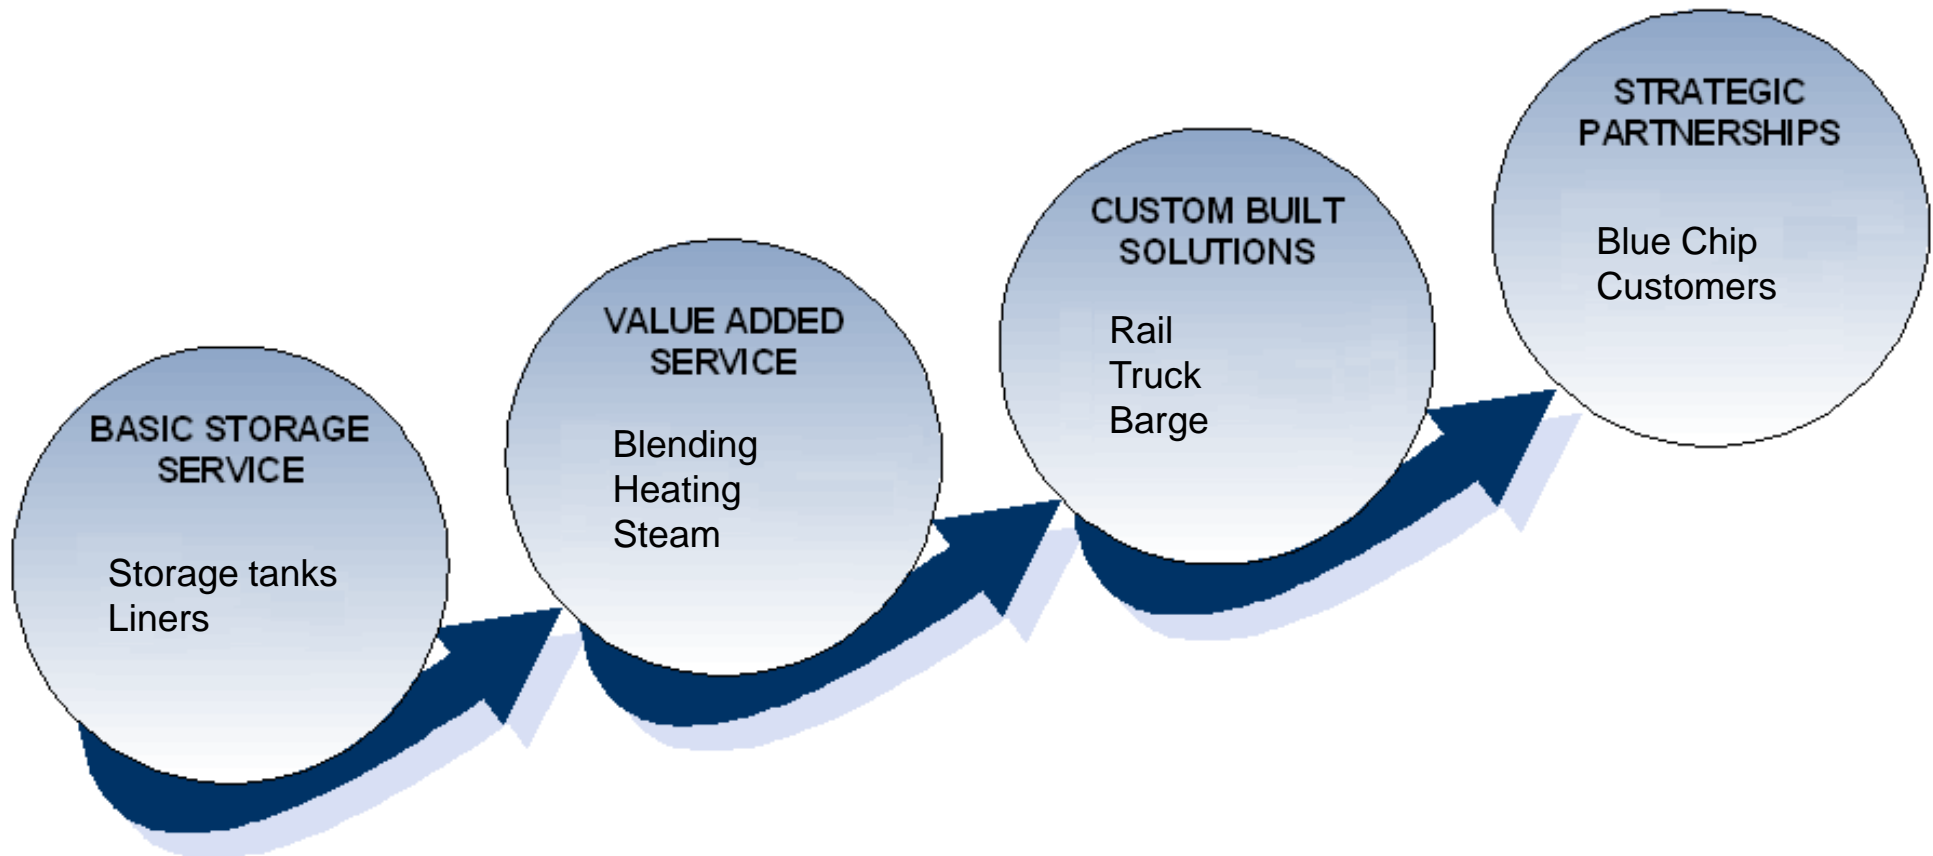 BASIC STORAGE
SERVICE
Storage tanks
Liners
VALUE ADDED
SERVICE
Blending
Heating
Steam
CUSTOM BUILT
SOLUTIONS
Rail
Truck
Barge
STRATEGIC
PARTNERSHIPS
Blue Chip
Customers